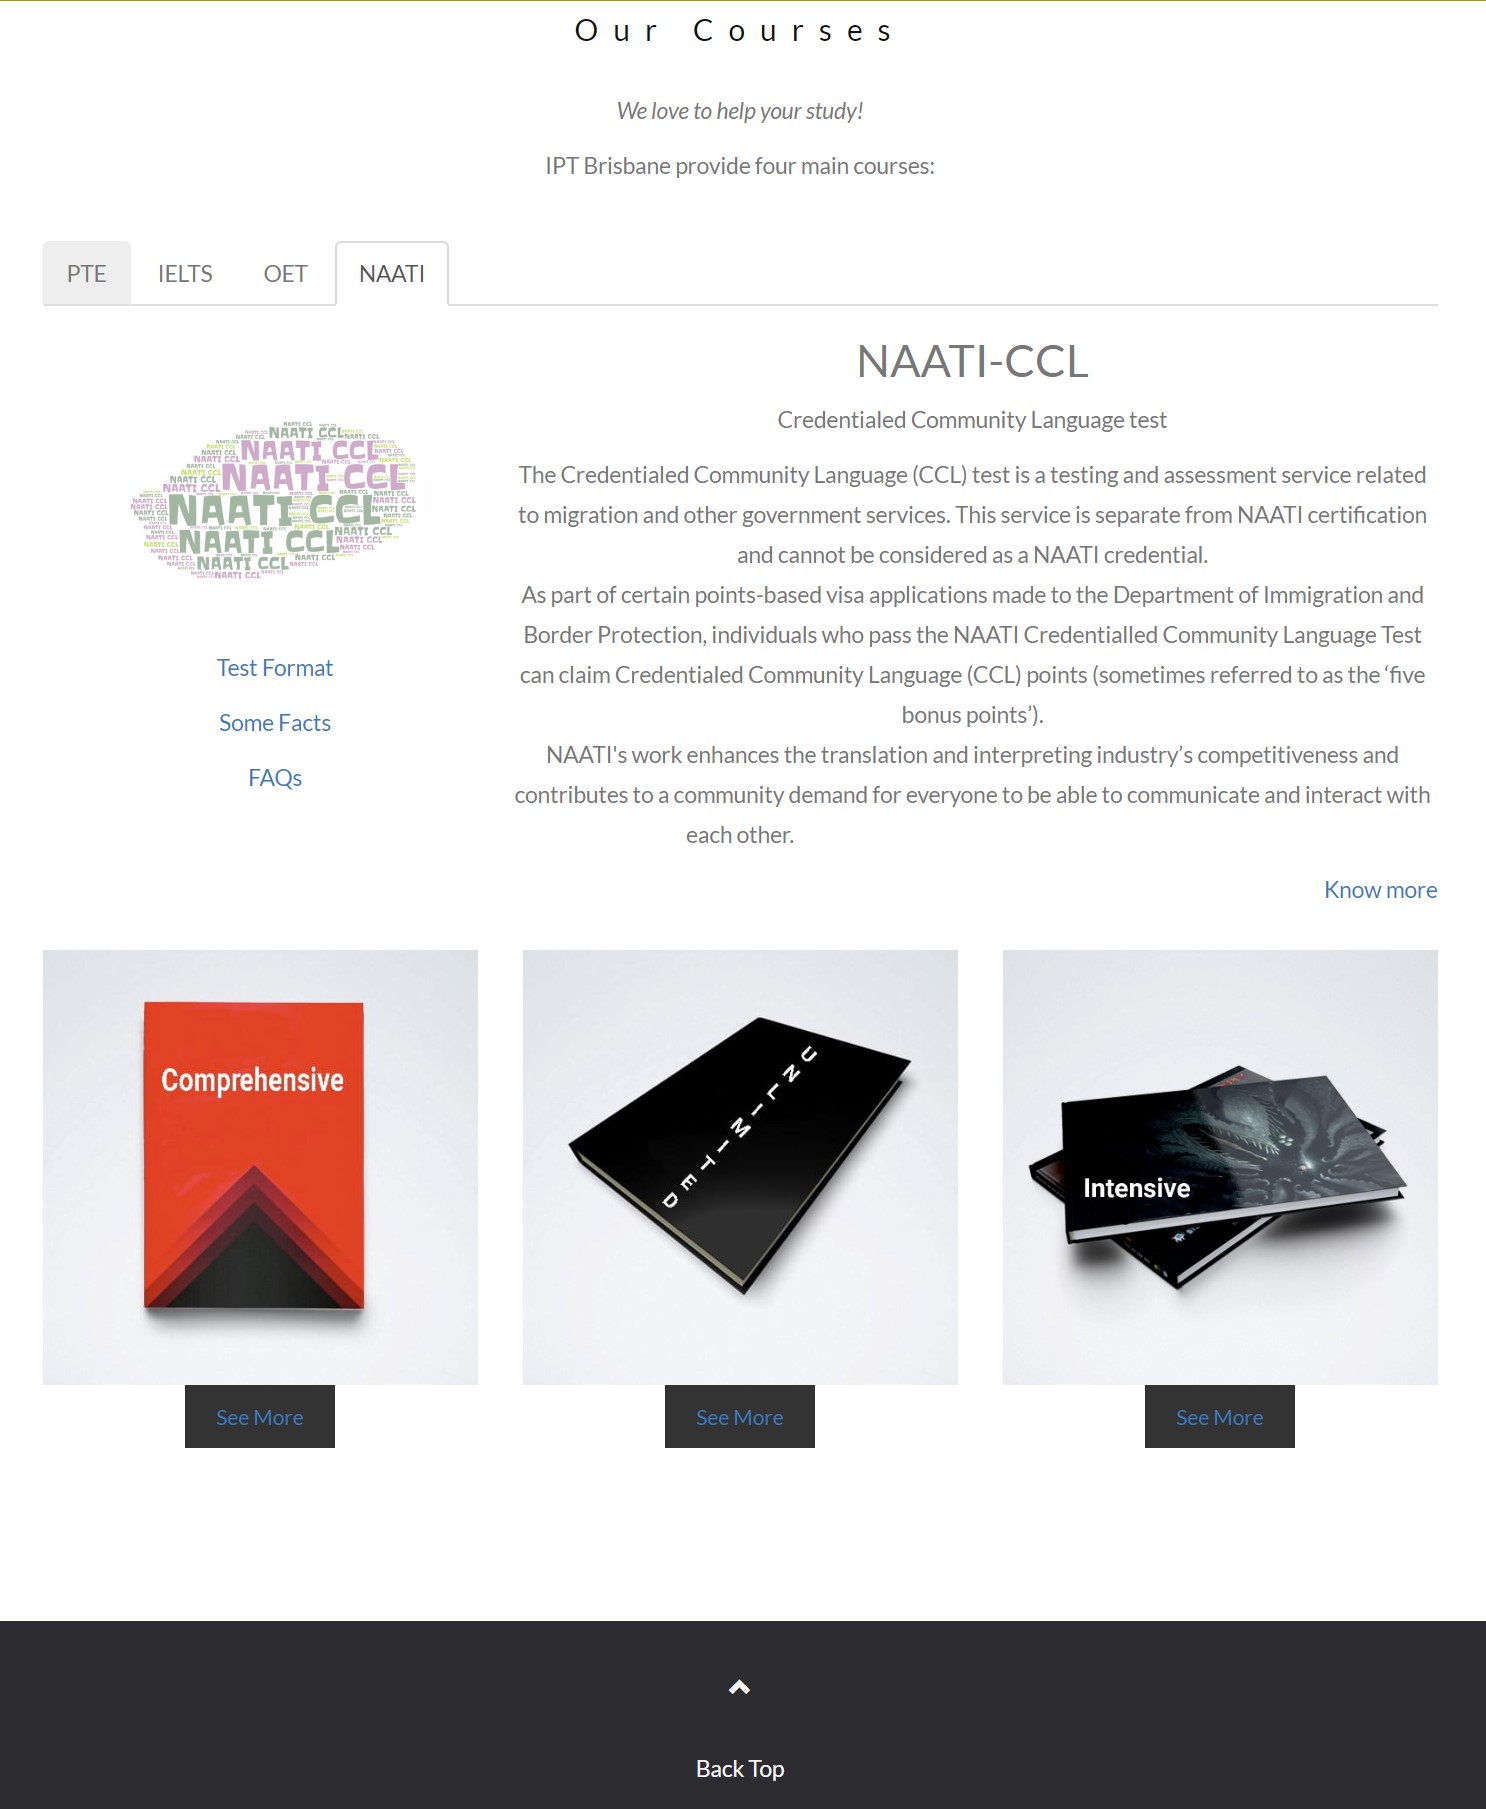 Our Courses
We love to help your study!
IPT Brisbane provide four main courses:
PTE
IELTS
OET
NAATI
NAATI-CCL
Credentialed Community Language test
The Credentialed Community Language (CCL) test is a testing and assessment service related
to migration and other government services. This service is separate from NAATI certification
and cannot be considered as a NAATI credential.
As part of certain points-based visa applications made to the Department of Immigration and
Border Protection, individuals who pass the NAATI Credentialled Community Language Test
can claim Credentialed Community Language (CCL) points (sometimes referred to as the ‘five
bonus points’).
NAATI's work enhances the translation and interpreting industry’s competitiveness and
contributes to a community demand for everyone to be able to communicate and interact with
each other.
NAATI CCL
NAATI CCL
NAATI CCL
NAATI CCL
NAATI CCL
NAATI CCL
Test Format
Some Facts
FAQs
Know more
Comprehensive
UNLIMITED
Intensive
See More
See More
See More
Back Top